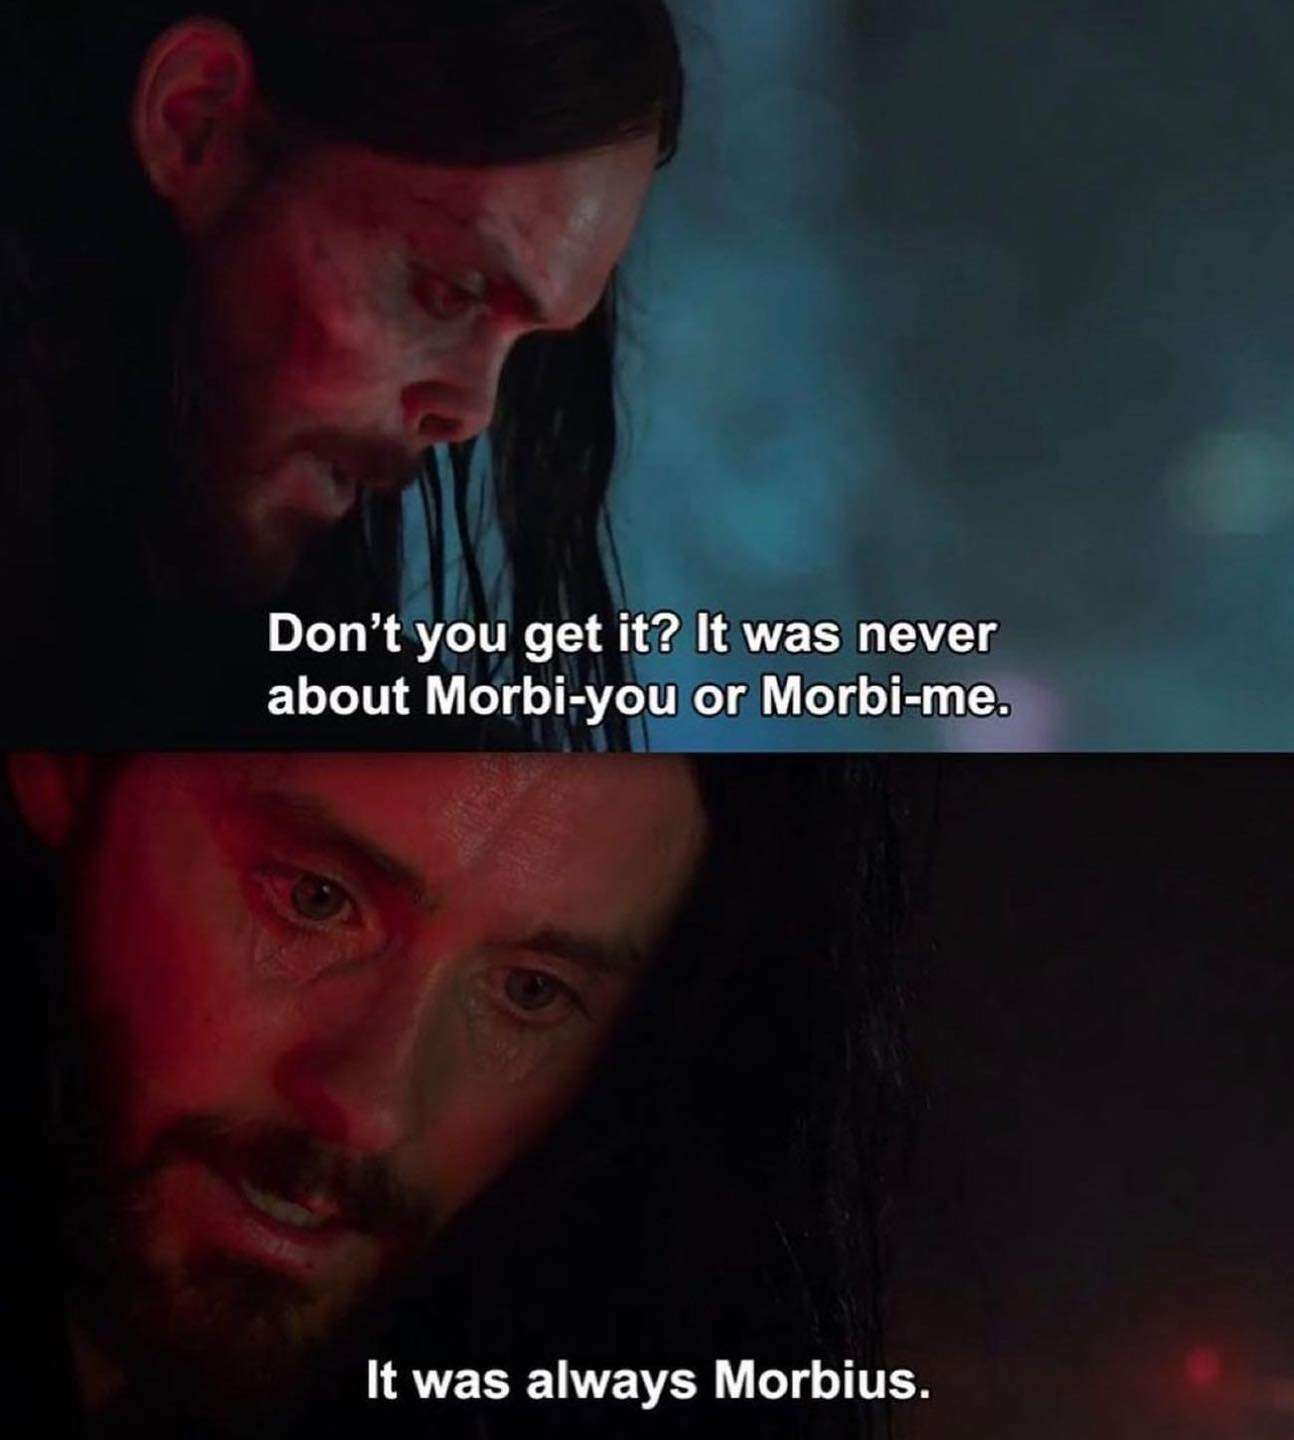 Don't you get it? It was never
about Morbi-you or Morbi-me.
It was always Morbius.